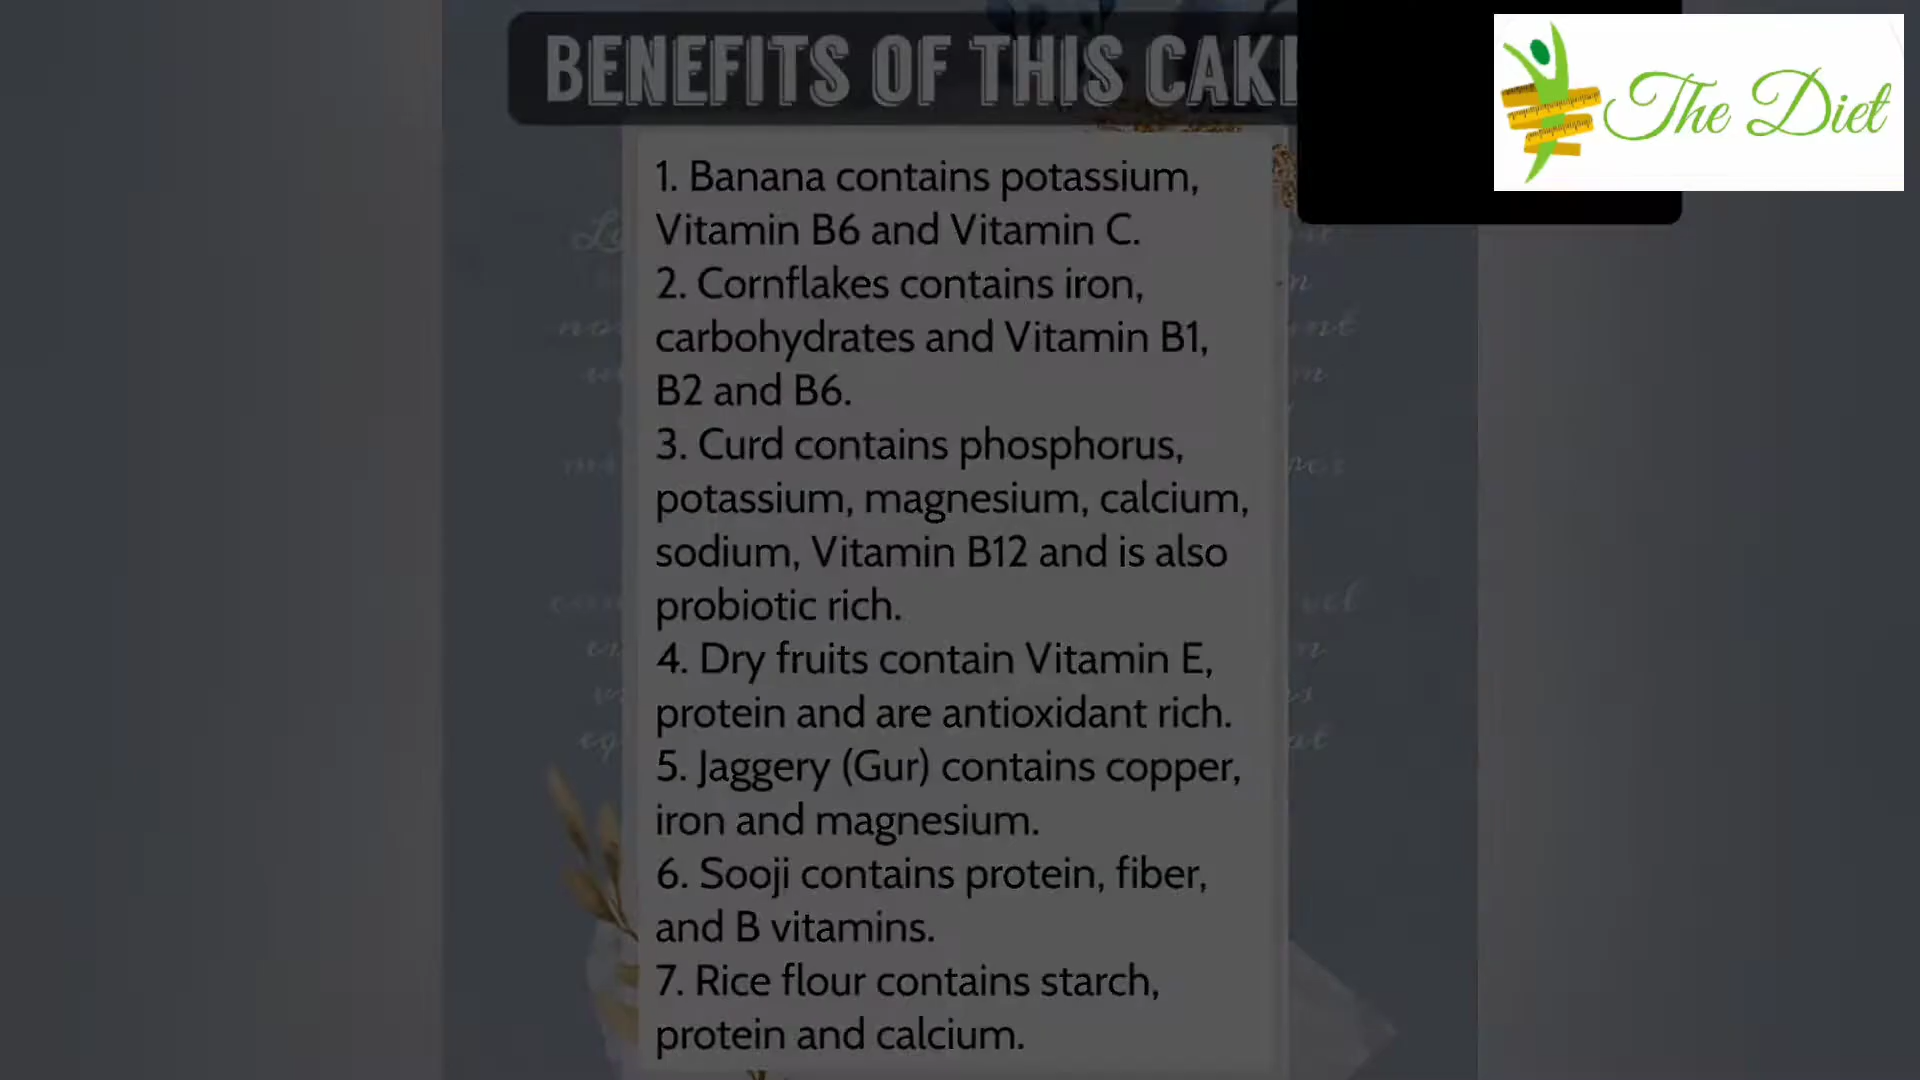 BENEFITS OF THIS CAK
The Diet
1. Banana contains potassium,
Vitamin B6 and Vitamin C.
2. Cornflakes contains iron,
carbohydrates and Vitamin B1,
B2 and B6.
3. Curd contains phosphorus,
potassium, magnesium, calcium,
sodium, Vitamin B12 and is also
probiotic rich.
4. Dry fruits contain Vitamin E,
protein and are antioxidant rich.
5. Jaggery (Gur) contains copper,
iron and magnesium.
6. Sooji contains protein, fiber,
and B vitamins.
7. Rice flour contains starch,
protein and calcium.